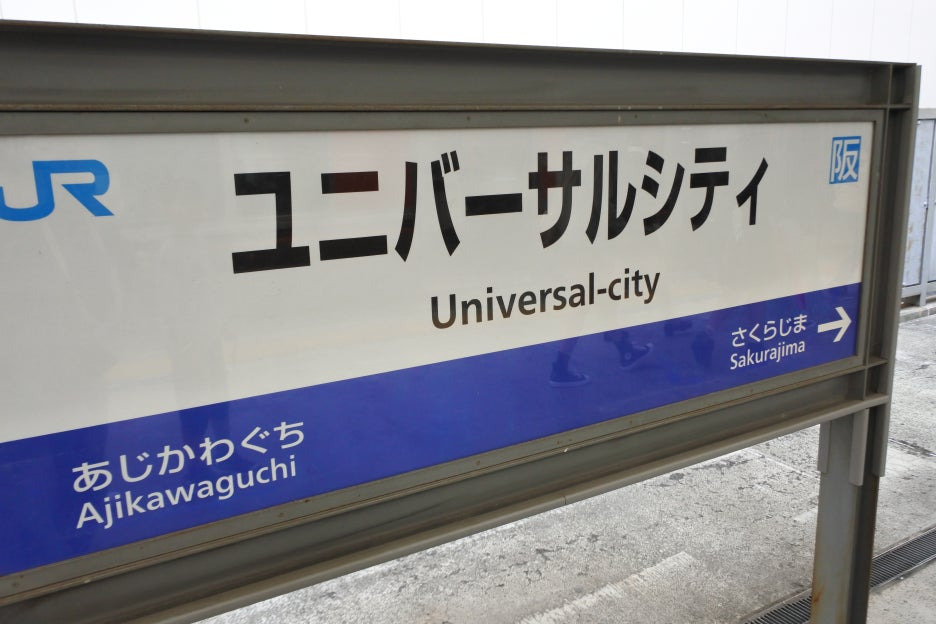 JR
ユニバーサルシティ
阪
Universal-city
さくらじま
Sakurajima
あじかわぐち
Ajikawaguchi